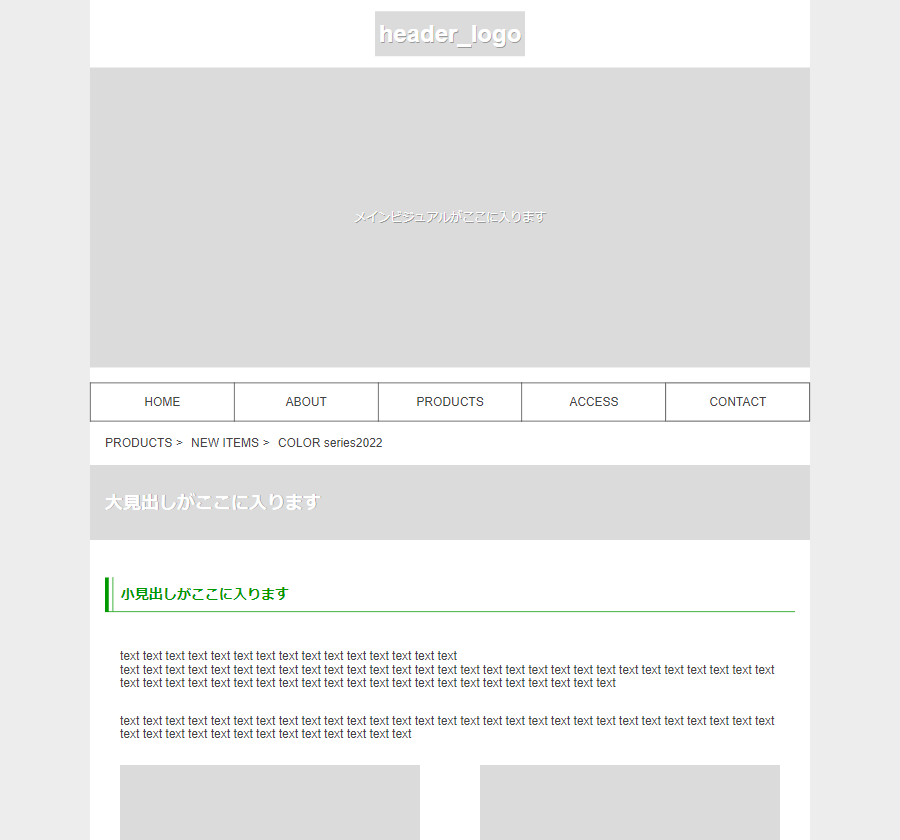 header_logo
メインビジュアルがここに入ります
HOME ABOUT PRODUCTS ACCESS CONTACT
PRODUCTS > NEW ITEMS > COLOR series2022
大見出しがここに入ります
小見出しがここに入ります
text text text text text text text text text text text text text text text
text text text text text text text text text text text text text text text text text text text text text text text text text text text text text
text text text text text text text text text text text text text text text text text text text text text text
text text text text text text text text text text text text text text text text text text text text text text text text text text text text text
text text text text text text text text text text text text text